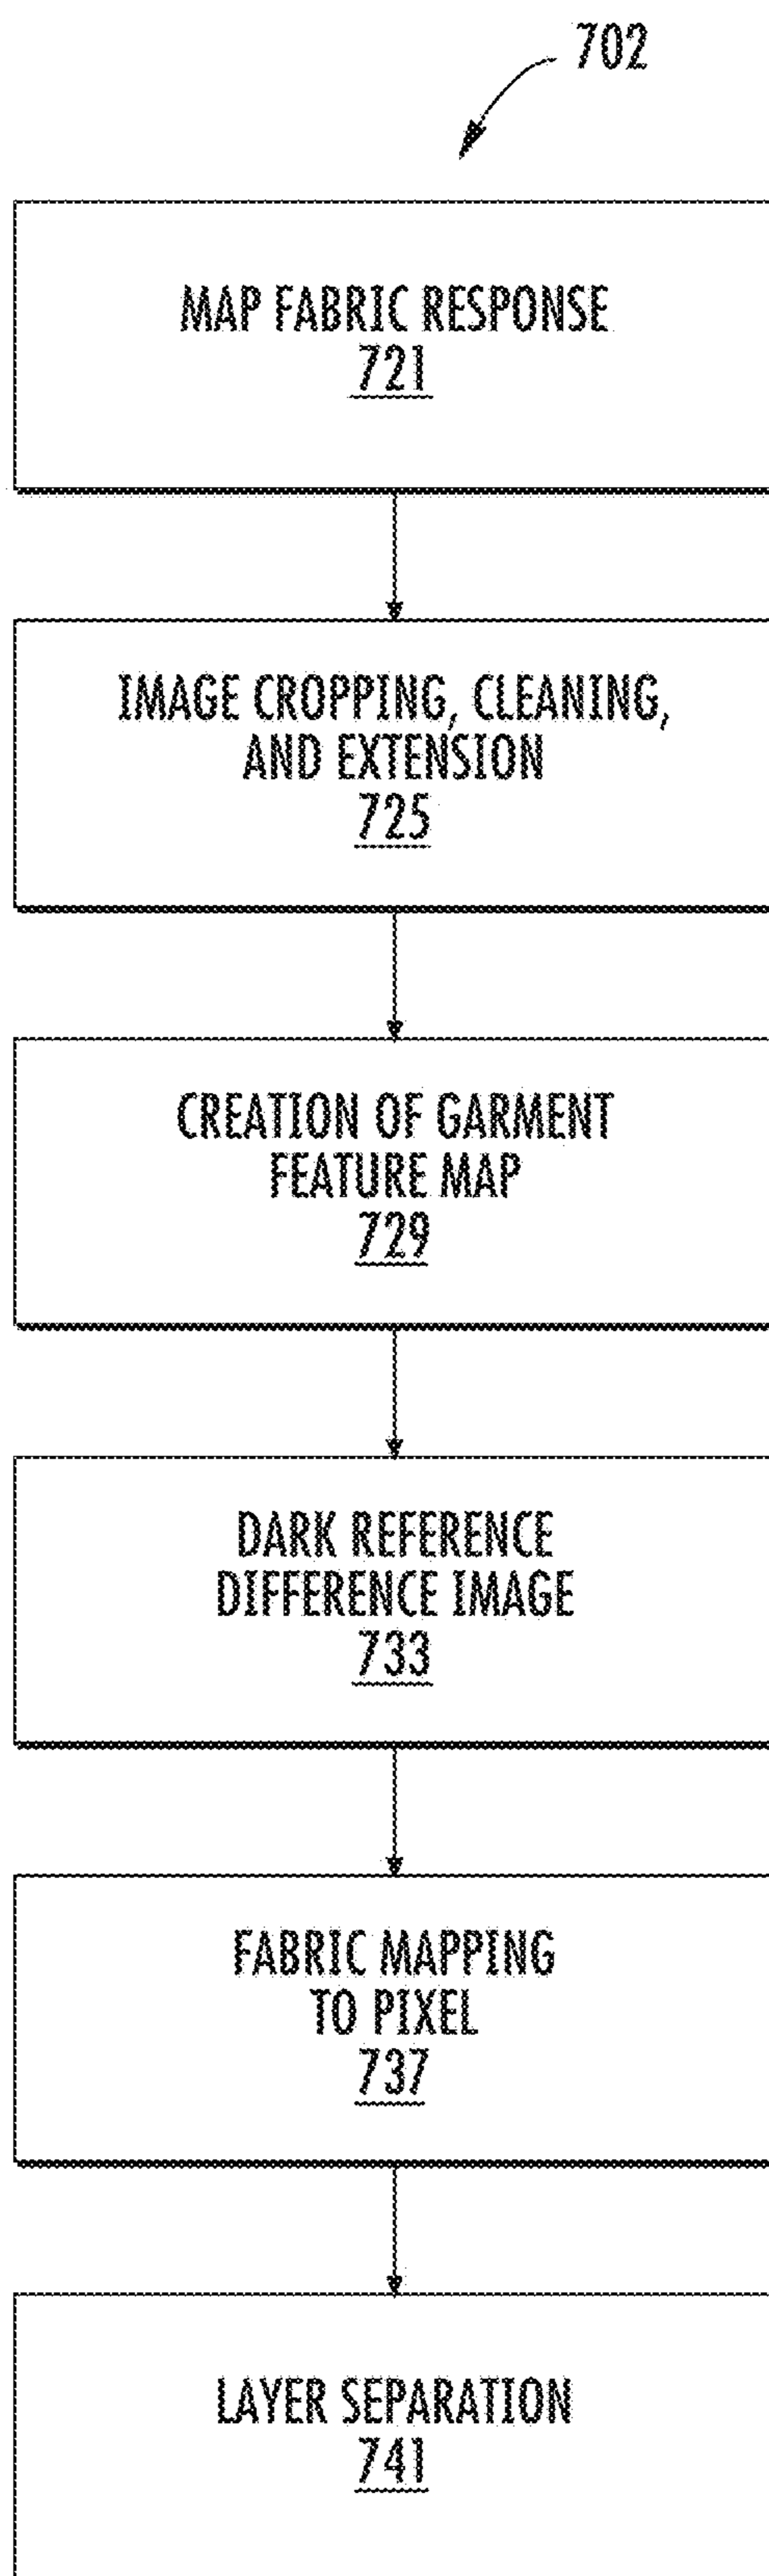 702
MAP FABRIC RESPONSE
721
IMAGE CROPPING, CLEANING,
AND EXTENSION
725
CREATION OF GARMENT
FEATURE MAP
729
DARK REFERENCE
DIFFERENCE IMAGE
733
FABRIC MAPPING
TO PIXEL
737
LAYER SEPARATION
741